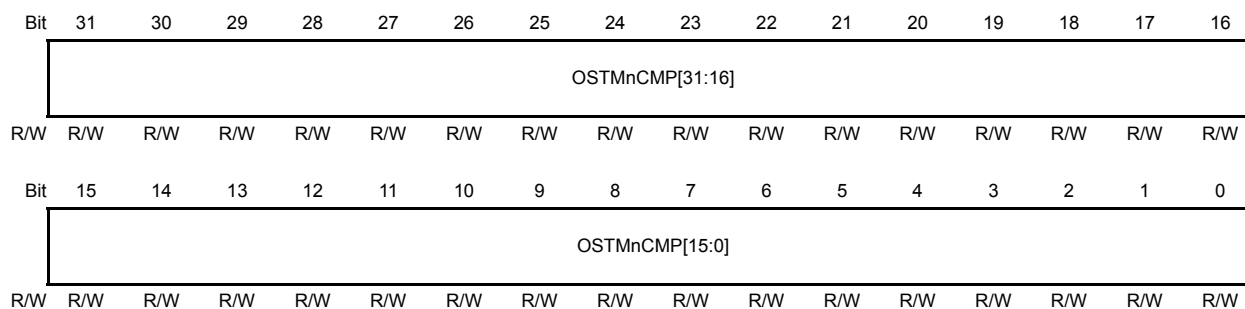 Bit 31 30 29 28 27 26 25 24 23 22 21 20 19 18 17 16
OSTMnCMP[31:16]
R/W R/W R/W R/W R/W R/W R/W R/W R/W R/W R/W R/W R/W R/W R/W R/W R/W
Bit 15 14 13 12 11 10 9 8 7 6 5 4 3 2 1 0
OSTMnCMP[15:0]
R/W R/W R/W R/W R/W R/W R/W R/W R/W R/W R/W R/W R/W R/W R/W R/W R/W